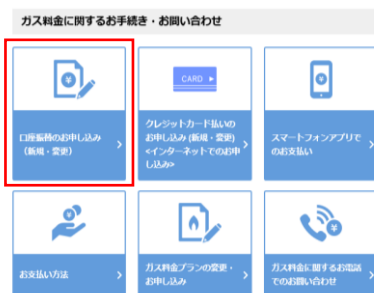 ガス料金に関するお手続き・お問い合わせ
口座振替のお申し込み
（新規・変更）
CARD
クレジットカード払いの
お申し込み (新規・変更)
<インターネットでのお申
し込み>
スマートフォンアプリで
のお支払い
お支払い方法
ガス料金プランの変更・
お申し込み
ガス料金に関するお電話
でのお問い合わせ